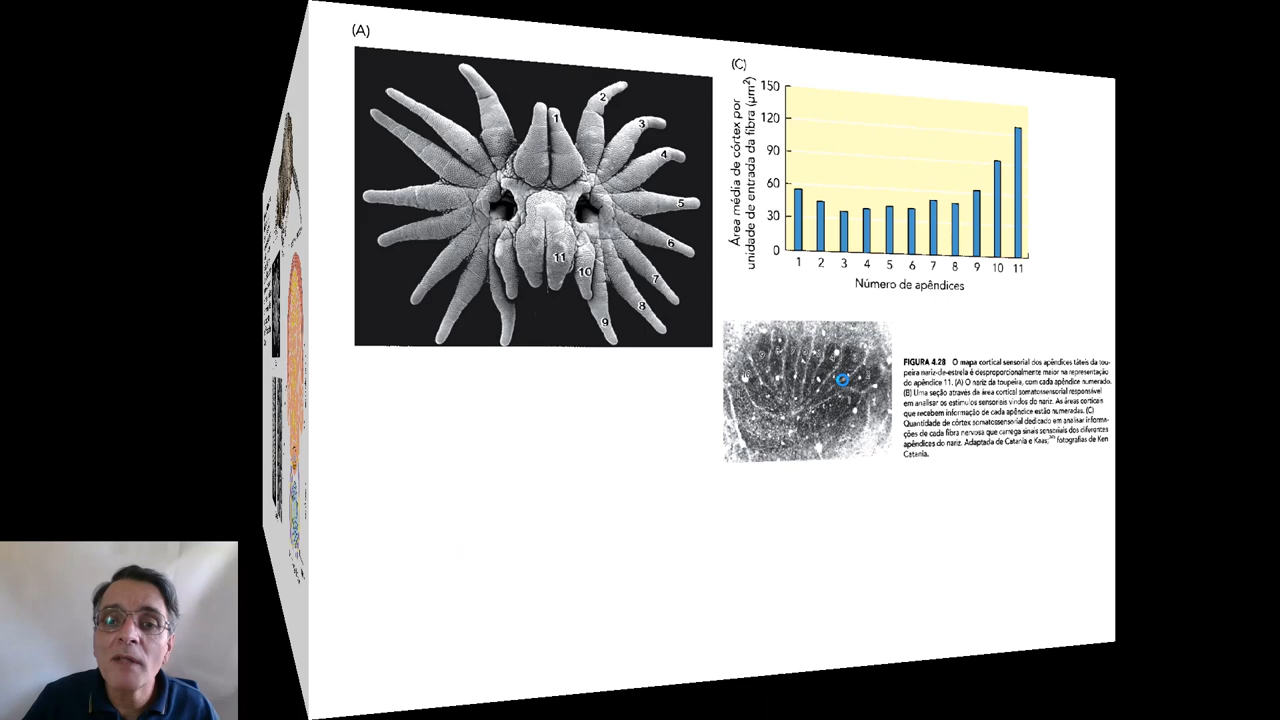 (A)
1
2
3
4
5
6
7
8
9
10
11
(C)
Área média de córtex por
unidade de entrada da fibra (μm²)
150
120
90
60
30
0
1 2 3 4 5 6 7 8 9 10 11
Número de apêndices
FIGURA 4.28 O mapa cortical sensorial dos apêndices táteis da tou-
peira nariz-de-estrela é desproporcionalmente maior na representação
do apêndice 11. (A) O nariz da toupeira, com cada apêndice numerado.
(B) Uma seção através da área cortical somatossensorial responsável
em analisar os estímulos sensoriais vindos do nariz. As áreas corticais
que recebem informação de cada apêndice estão numeradas. (C)
Quantidade de córtex somatossensorial dedicado em analisar informa-
ções de cada fibra nervosa que carrega sinais sensoriais dos diferentes
apêndices do nariz. Adaptada de Catania e Kaas; fotografias de Ken
Catania.